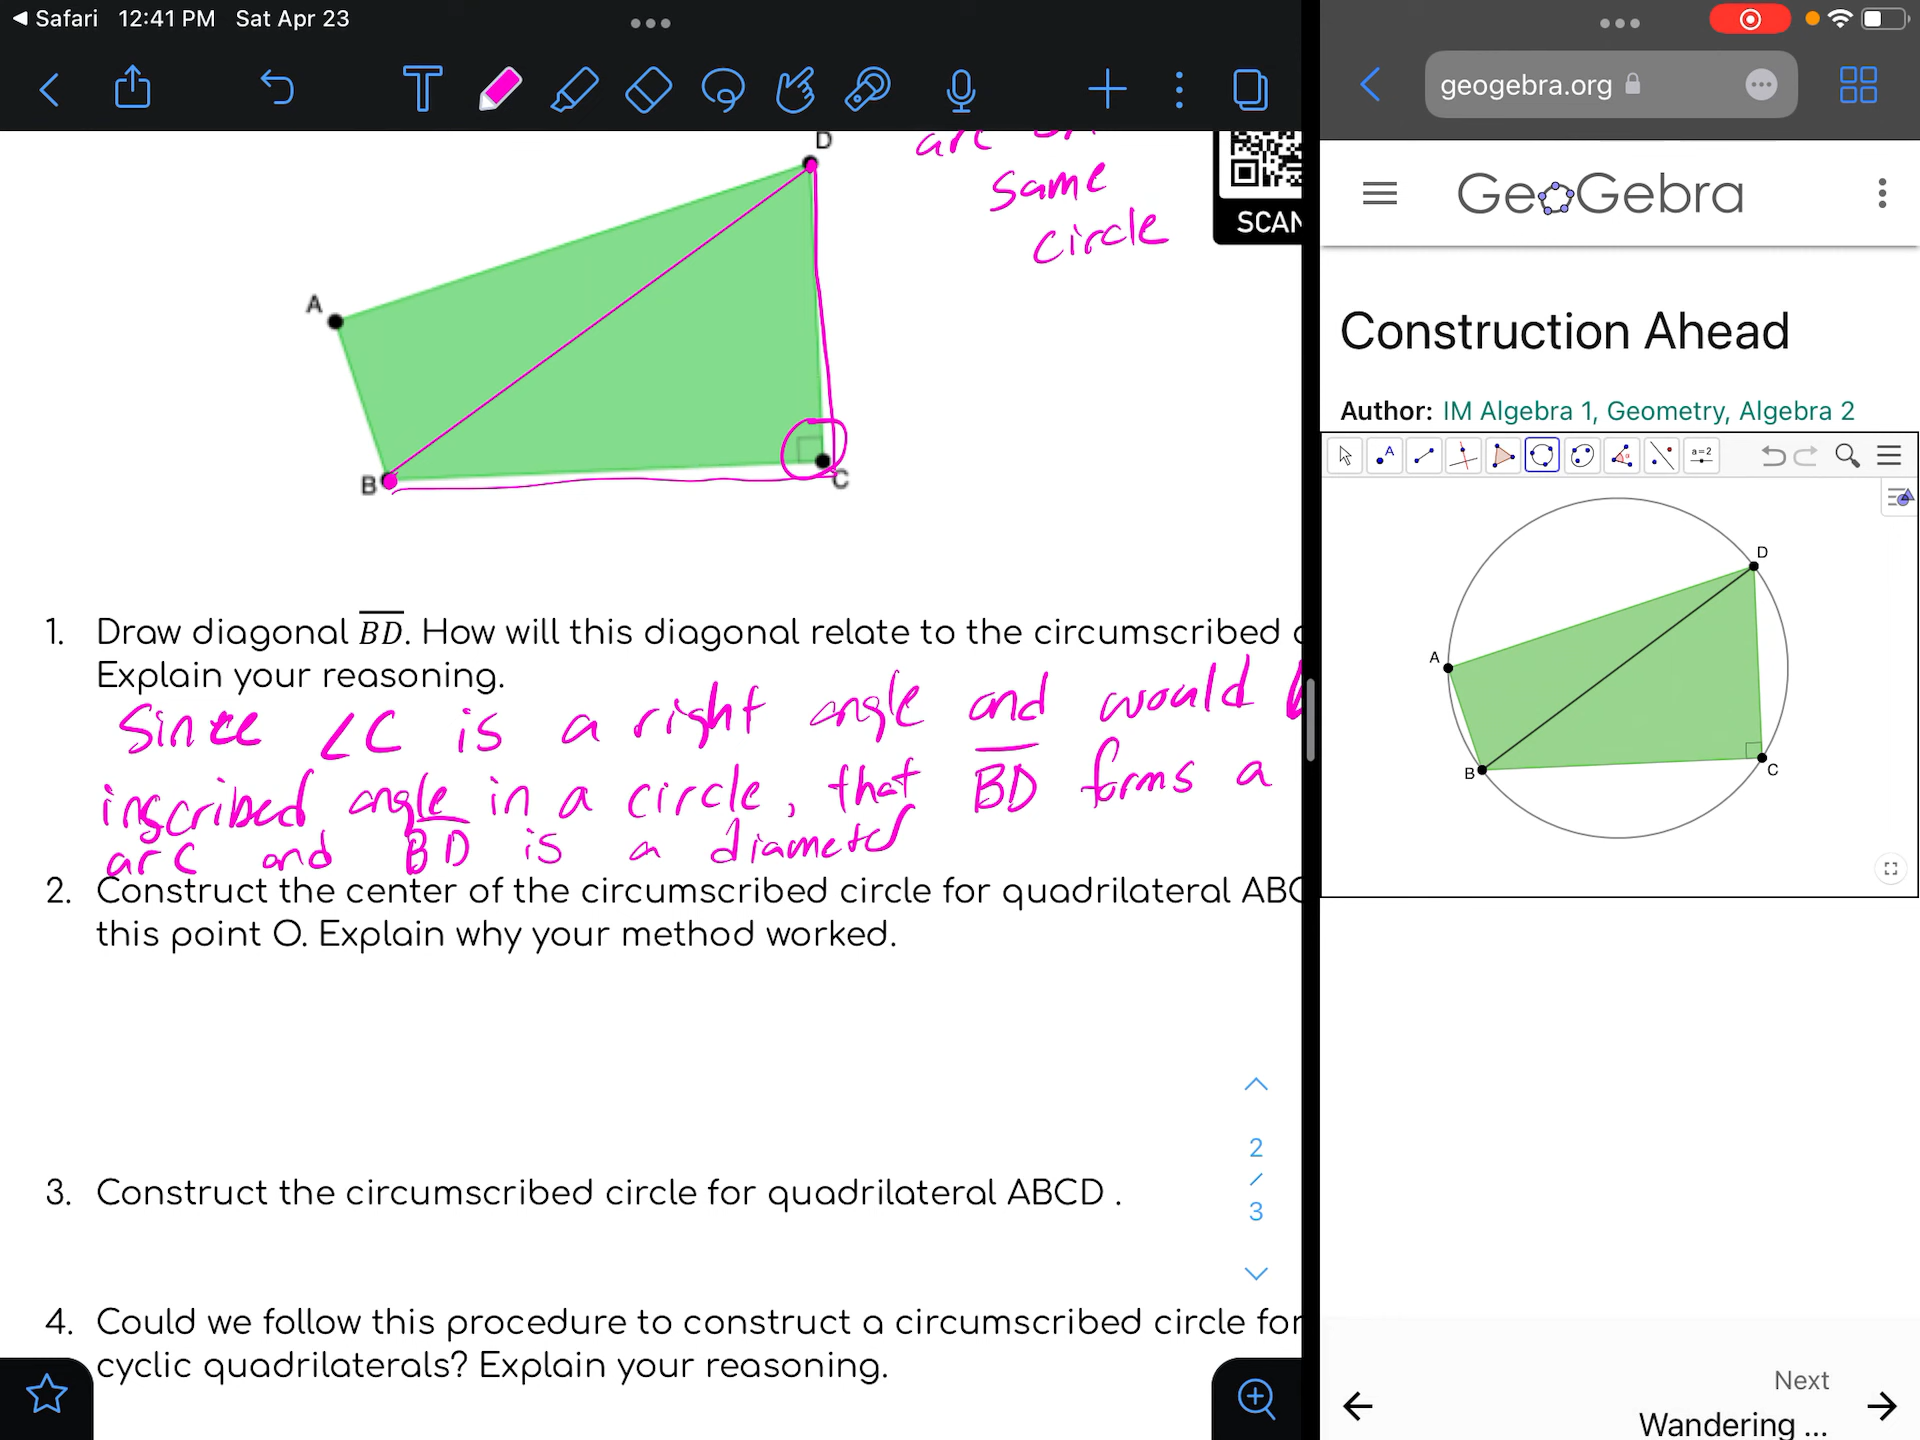 Safari 12:41 PM Sat Apr 23
geogebra.org
D
same
circle
SCAN
A
B
C
1. Draw diagonal BD. How will this diagonal relate to the circumscribed
Explain your reasoning.
Since ∠C is a right angle and would
inscribed angle in a circle, that BD forms a
arc and BD is a diameter
2. Construct the center of the circumscribed circle for quadrilateral ABC
this point O. Explain why your method worked.
3. Construct the circumscribed circle for quadrilateral ABCD .
4. Could we follow this procedure to construct a circumscribed circle for
cyclic quadrilaterals? Explain your reasoning.
2
/
3
GeoGebra
Construction Ahead
Author: IM Algebra 1, Geometry, Algebra 2
A
a=2
D
A
B
C
Next
Wandering ...